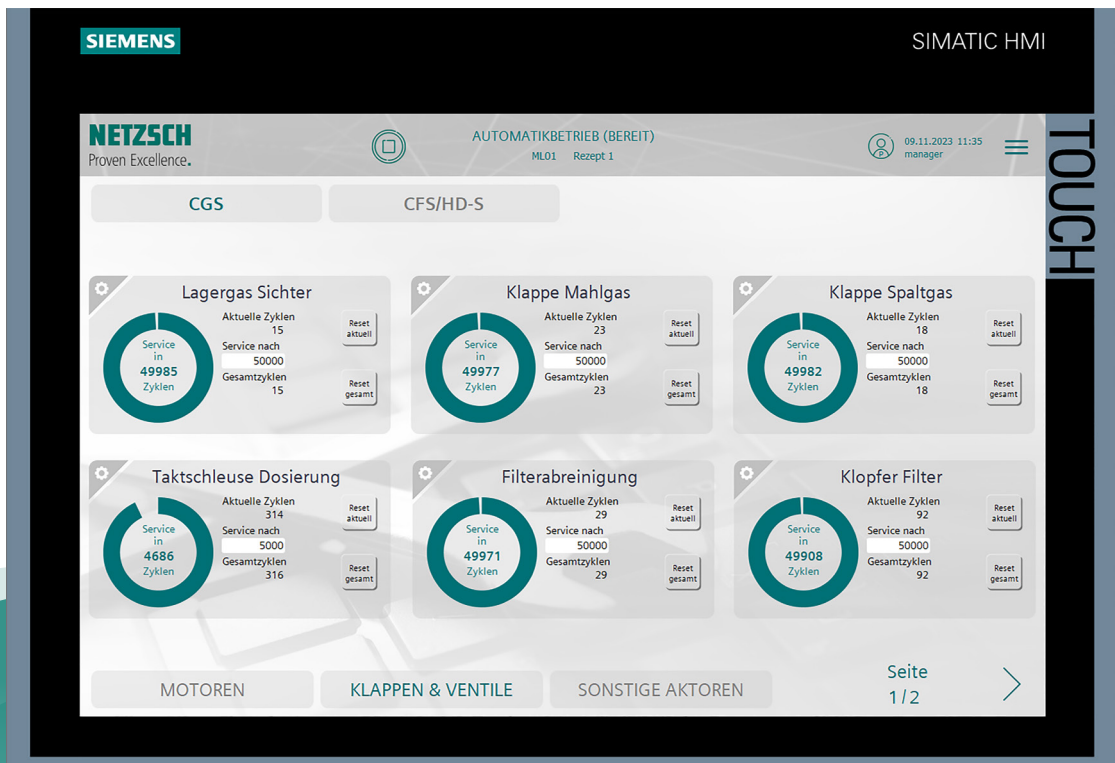 SIEMENS
SIMATIC HMI
TOUCH
NETZSCH
Proven Excellence.
AUTOMATIKBETRIEB (BEREIT)
ML01 Rezept 1
09.11.2023 11:35
manager
CGS
CFS/HD-S
Lagergas Sichter
Aktuelle Zyklen
15
Service nach
50000
Gesamtzyklen
15
Service
in
49985
Zyklen
Reset
aktuell
Reset
gesamt
Klappe Mahlgas
Aktuelle Zyklen
23
Service nach
50000
Gesamtzyklen
23
Service
in
49977
Zyklen
Reset
aktuell
Reset
gesamt
Klappe Spaltgas
Aktuelle Zyklen
18
Service nach
50000
Gesamtzyklen
18
Service
in
49982
Zyklen
Reset
aktuell
Reset
gesamt
Taktschleuse Dosierung
Aktuelle Zyklen
314
Service nach
5000
Gesamtzyklen
316
Service
in
4686
Zyklen
Reset
aktuell
Reset
gesamt
Filterabreinigung
Aktuelle Zyklen
29
Service nach
50000
Gesamtzyklen
29
Service
in
49971
Zyklen
Reset
aktuell
Reset
gesamt
Klopfer Filter
Aktuelle Zyklen
92
Service nach
50000
Gesamtzyklen
92
Service
in
49908
Zyklen
Reset
aktuell
Reset
gesamt
MOTOREN
KLAPPEN & VENTILE
SONSTIGE AKTOREN
Seite
1/2